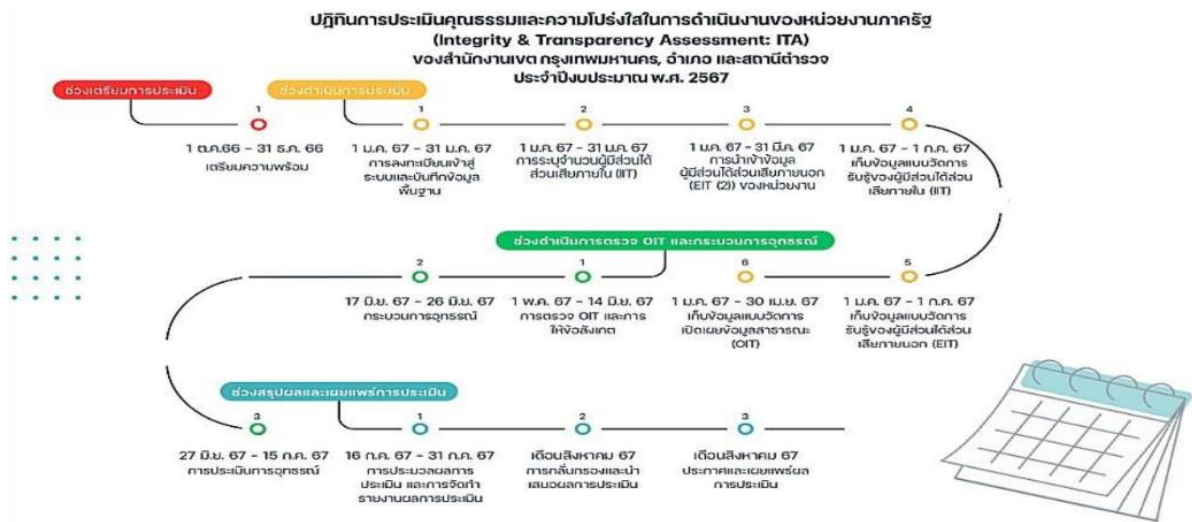 ปฏิทินการประเมินคุณธรรมและความโปร่งใสในการดำเนินงานของหน่วยงานภาครัฐ
(Integrity & Transparency Assessment: ITA)
ของสำนักงานเขต กรุงเทพมหานคร, อำเภอ และสถานีตำรวจ
ประจำปีงบประมาณ พ.ศ. 2567
ช่วงเตรียมการประเมิน
1
1 ต.ค.66 - 31 ธ.ค. 66
เตรียมความพร้อม
ช่วงดำเนินการประเมิน
1
1 ม.ค. 67 - 31 ม.ค. 67
การลงทะเบียนเข้าสู่
ระบบและบันทึกข้อมูล
พื้นฐาน
2
1 ม.ค. 67 - 31 ม.ค. 67
การระบุจำนวนผู้มีส่วนได้
ส่วนเสียภายใน (IIT)
3
1 ม.ค. 67 - 31 มี.ค. 67
การนำเข้าข้อมูล
ผู้มีส่วนได้ส่วนเสียภายนอก
(EIT (2)) ของหน่วยงาน
4
1 ม.ค. 67 - 1 ก.ค. 67
เก็บข้อมูลแบบวัดการ
รับรู้ของผู้มีส่วนได้ส่วน
เสียภายใน (IIT)
5
1 ม.ค. 67 - 1 ก.ค. 67
เก็บข้อมูลแบบวัดการ
รับรู้ของผู้มีส่วนได้ส่วน
เสียภายนอก (EIT)
6
1 ม.ค. 67 - 30 เม.ย. 67
เก็บข้อมูลแบบวัดการ
เปิดเผยข้อมูลสาธารณะ
(OIT)
ช่วงดำเนินการตรวจ OIT และกระบวนการอุทธรณ์
1
1 พ.ค. 67 - 14 มิ.ย. 67
การตรวจ OIT และการ
ให้ข้อสังเกต
2
17 มิ.ย. 67 - 26 มิ.ย. 67
กระบวนการอุทธรณ์
3
27 มิ.ย. 67 - 15 ก.ค. 67
การประเมินการอุทธรณ์
ช่วงสรุปผลและเผยแพร่การประเมิน
1
16 ก.ค. 67 - 31 ก.ค. 67
การประมวลผลการ
ประเมิน และการจัดทำ
รายงานผลการประเมิน
2
เดือนสิงหาคม 67
การกลั่นกรองและนำ
เสนอผลการประเมิน
3
เดือนสิงหาคม 67
ประกาศและเผยแพร่ผล
การประเมิน